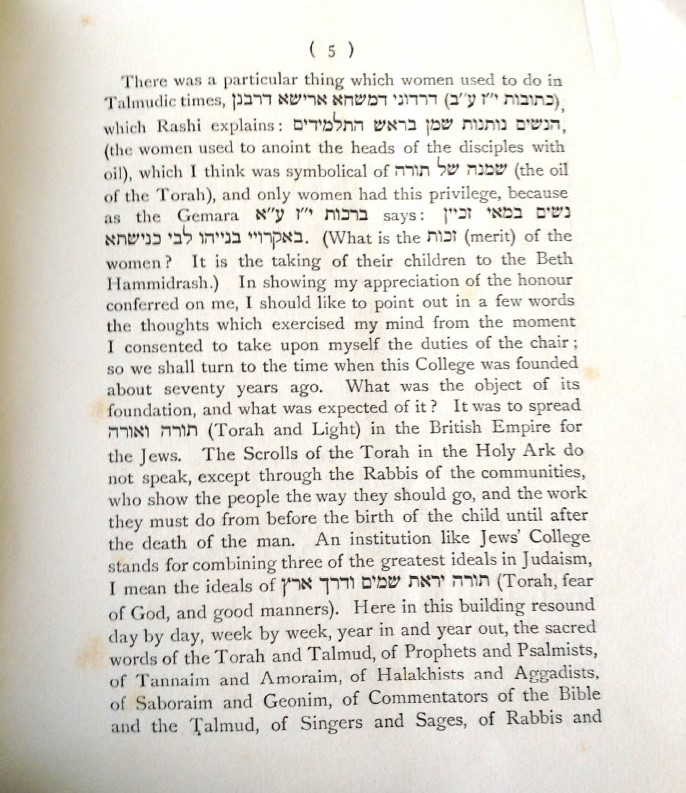 ( 5 )
There was a particular thing which women used to do in
Talmudic times, דרדוגי דמשחא ארישא דרבנן (כתובות י״ז ע״ב),
which Rashi explains: הנשים נותנות שמן בראש התלמידים,
(the women used to anoint the heads of the disciples with
oil), which I think was symbolical of שמנה של תורה (the oil
of the Torah), and only women had this privilege, because
as the Gemara ברכות י״ז ע״א says: נשים במאי זכיין
באקרויי בנייהו לבי כנישתא. (What is the זכות (merit) of the
women? It is the taking of their children to the Beth
Hammidrash.) In showing my appreciation of the honour
conferred on me, I should like to point out in a few words
the thoughts which exercised my mind from the moment
I consented to take upon myself the duties of the chair;
so we shall turn to the time when this College was founded
about seventy years ago. What was the object of its
foundation, and what was expected of it? It was to spread
תורה ואורה (Torah and Light) in the British Empire for
the Jews. The Scrolls of the Torah in the Holy Ark do
not speak, except through the Rabbis of the communities,
who show the people the way they should go, and the work
they must do from before the birth of the child until after
the death of the man. An institution like Jews' College
stands for combining three of the greatest ideals in Judaism,
I mean the ideals of תורה יראת שמים ודרך ארץ (Torah, fear
of God, and good manners). Here in this building resound
day by day, week by week, year in and year out, the sacred
words of the Torah and Talmud, of Prophets and Psalmists,
of Tannaim and Amoraim, of Halakhists and Aggadists,
of Saboraim and Geonim, of Commentators of the Bible
and the Talmud, of Singers and Sages, of Rabbis and